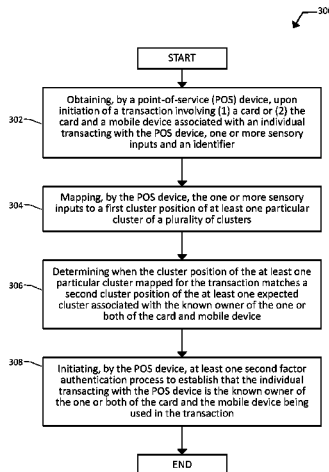 300
START
302
Obtaining, by a point-of-service (POS) device, upon
initiation of a transaction involving (1) a card or (2) the
card and a mobile device associated with an individual
transacting with the POS device, one or more sensory
inputs and an identifier
304
Mapping, by the POS device, the one or more sensory
inputs to a first cluster position of at least one particular
cluster of a plurality of clusters
306
Determining when the cluster position of the at least one
particular cluster mapped for the transaction matches a
second cluster position of the at least one expected
cluster associated with the known owner of the one or
both of the card and mobile device
308
Initiating, by the POS device, at least one second factor
authentication process to establish that the individual
transacting with the POS device is the known owner of
the one or both of the card and the mobile device being
used in the transaction
END